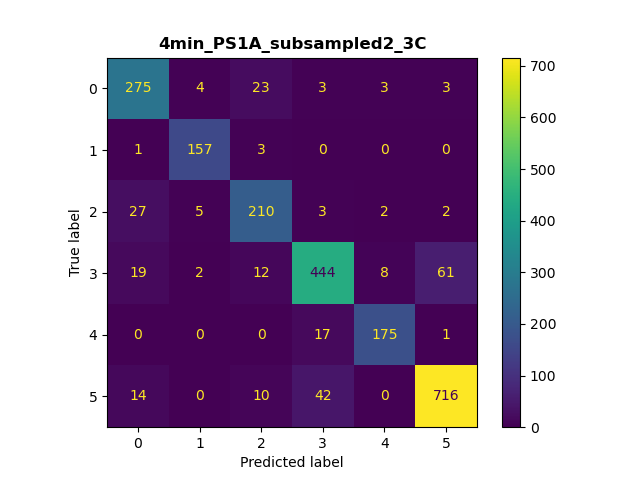 4min_PS1A_subsampled2_3C
True label
0 275 4 23 3 3 3
1 1 157 3 0 0 0
2 27 5 210 3 2 2
3 19 2 12 444 8 61
4 0 0 0 17 175 1
5 14 0 10 42 0 716
0 1 2 3 4 5
Predicted label
700
600
500
400
300
200
100
0